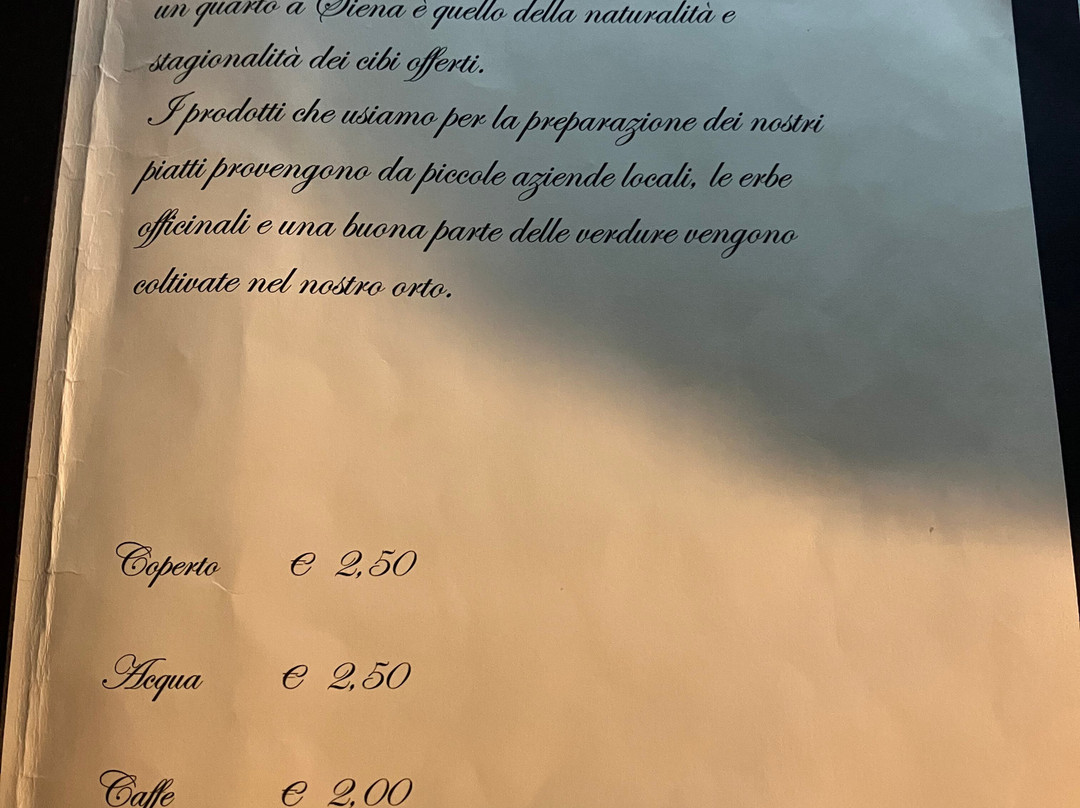 un quarto a Siena è quello della naturalità e
stagionalità dei cibi offerti.
I prodotti che usiamo per la preparazione dei nostri
piatti provengono da piccole aziende locali, le erbe
officinali e una buona parte delle verdure vengono
coltivate nel nostro orto.
Coperto € 2,50
Acqua € 2,50
Caffe € 2,00